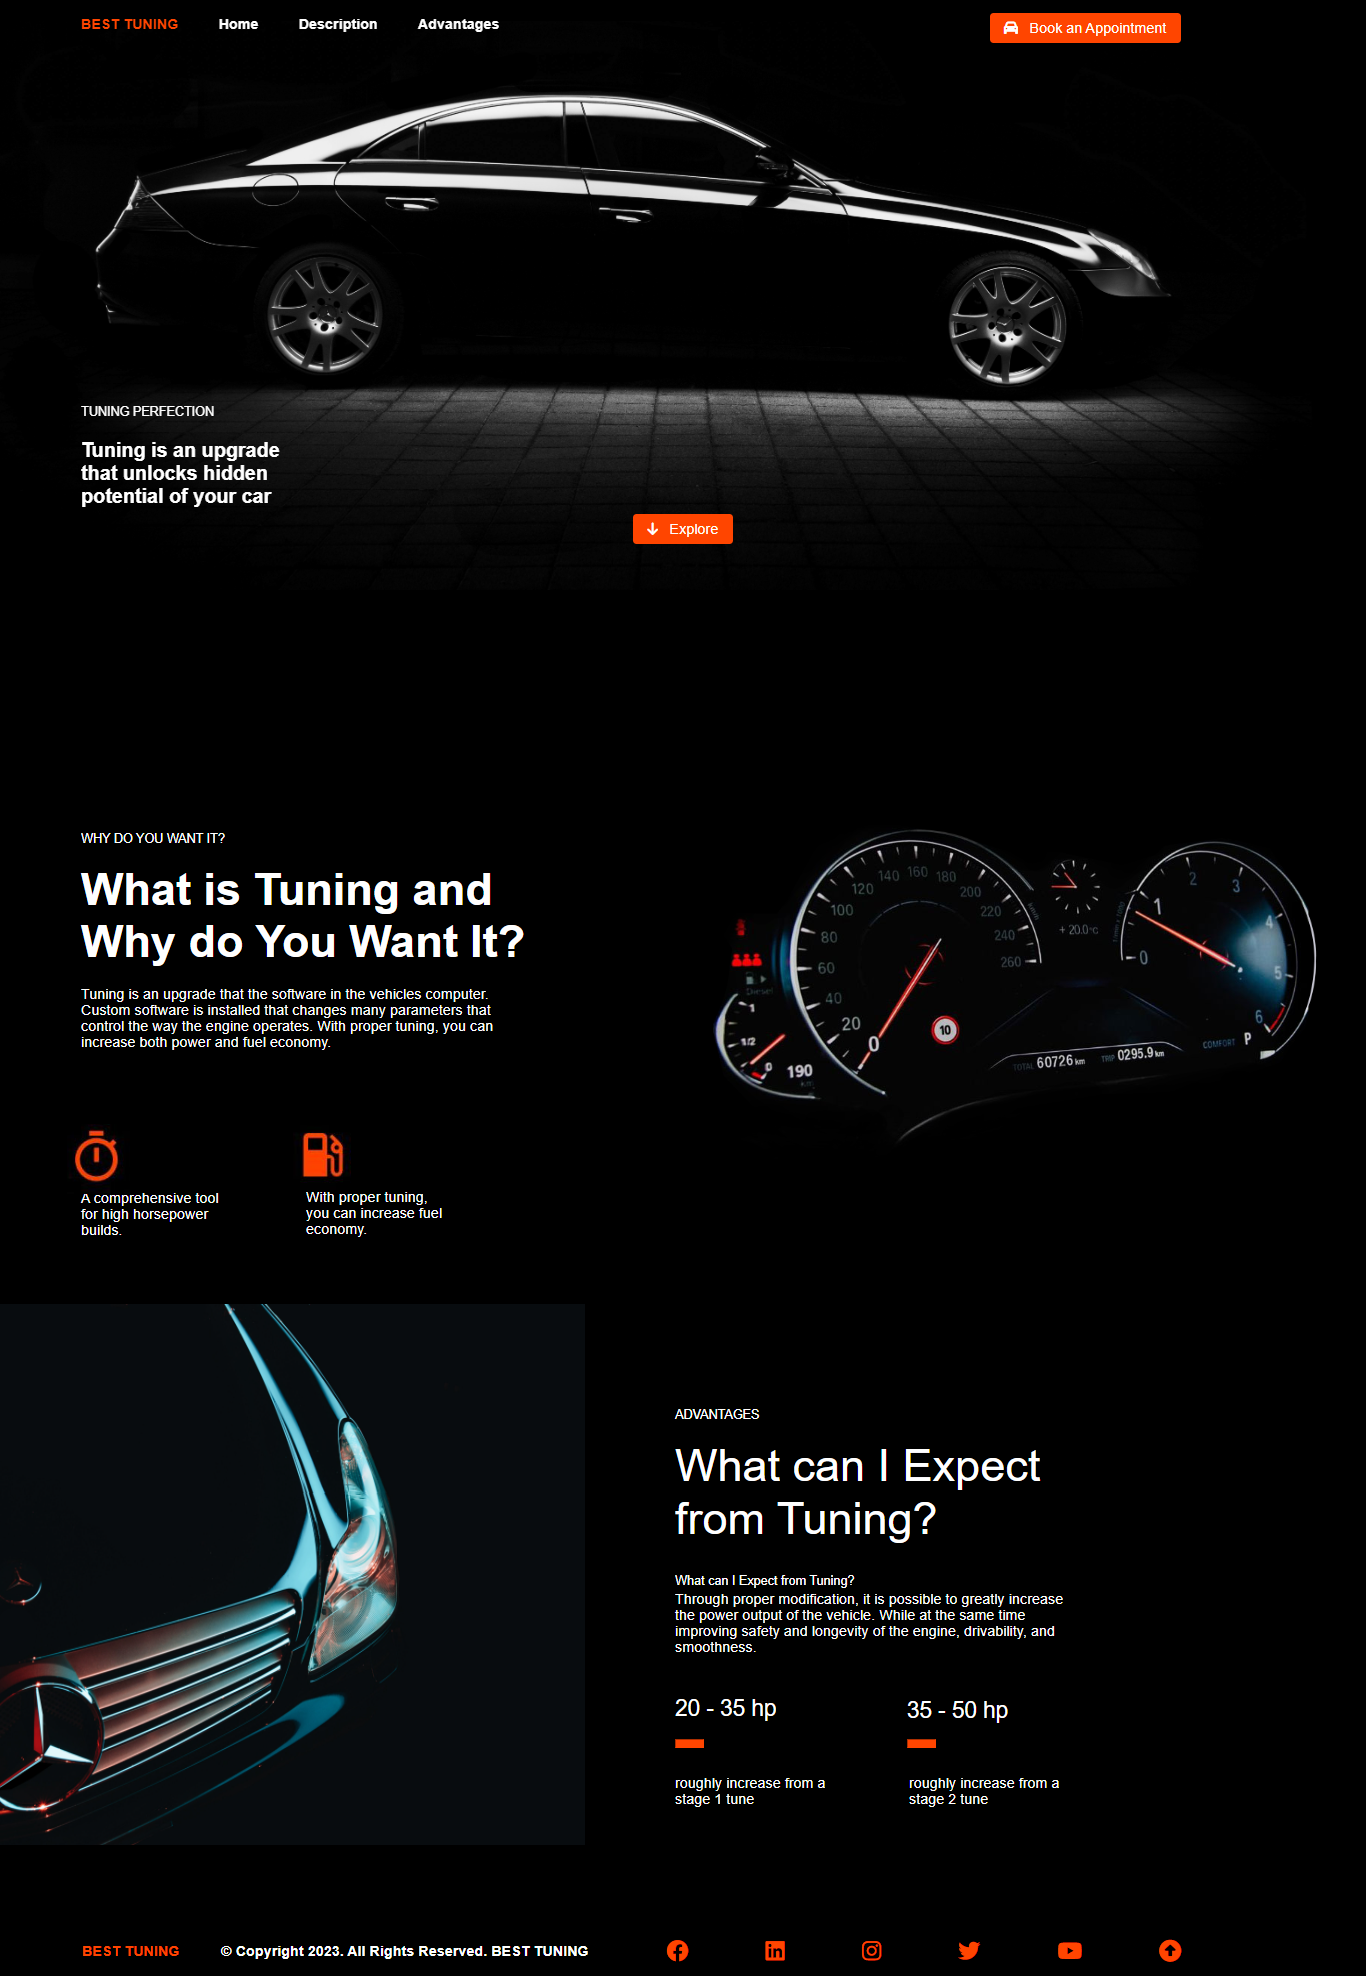 BEST TUNING
Home
Description
Advantages
Book an Appointment
TUNING PERFECTION
Tuning is an upgrade
that unlocks hidden
potential of your car
Explore
WHY DO YOU WANT IT?
What is Tuning and
Why do You Want It?
Tuning is an upgrade that the software in the vehicles computer.
Custom software is installed that changes many parameters that
control the way the engine operates. With proper tuning, you can
increase both power and fuel economy.
A comprehensive tool
for high horsepower
builds.
With proper tuning,
you can increase fuel
economy.
0
20
40
60
80
100
120
140
160
180
200
220
240
260
km/h
+ 20.0°C
10
Diesel
1
1/2
0
190
km
TOTAL 60726 km
TRIP 0295.9 km
COMFORT P
0
1
2
3
4
5
6
ADVANTAGES
What can I Expect
from Tuning?
What can I Expect from Tuning?
Through proper modification, it is possible to greatly increase
the power output of the vehicle. While at the same time
improving safety and longevity of the engine, drivability, and
smoothness.
20 - 35 hp
roughly increase from a
stage 1 tune
35 - 50 hp
roughly increase from a
stage 2 tune
BEST TUNING
© Copyright 2023. All Rights Reserved. BEST TUNING